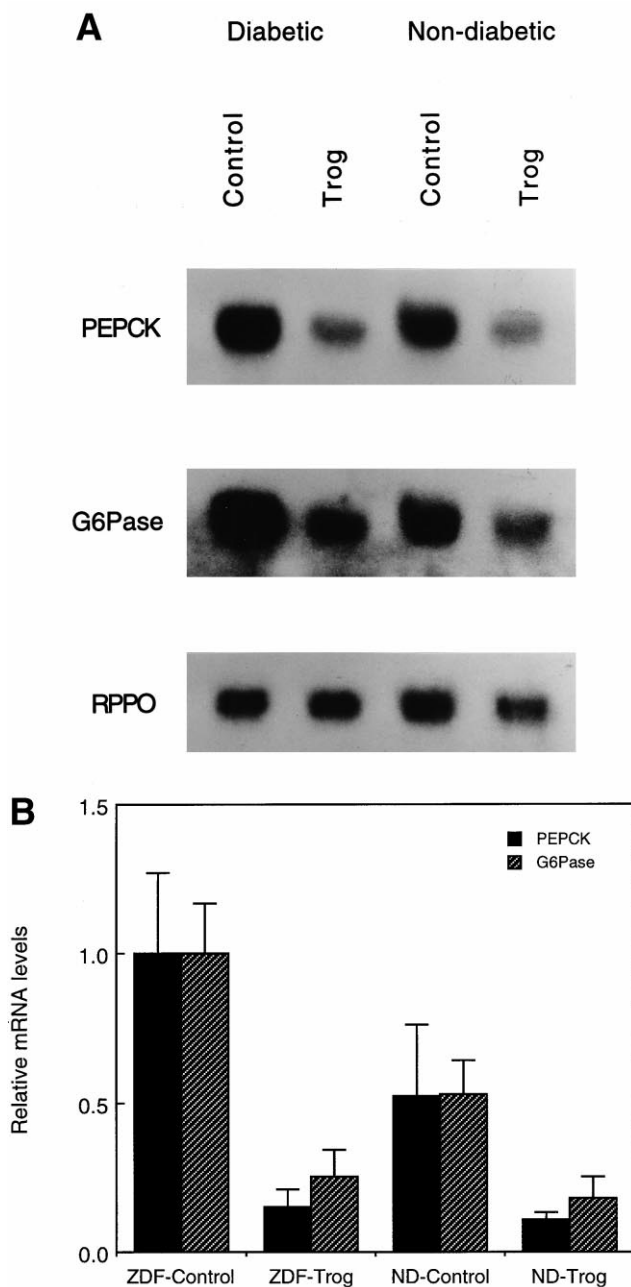 A
Diabetic Non-diabetic
Control Trog Control Trog
PEPCK
G6Pase
RPPO
B
1.5
PEPCK
G6Pase
1.0
Relative mRNA levels
0.5
0.0
ZDF-Control ZDF-Trog ND-Control ND-Trog